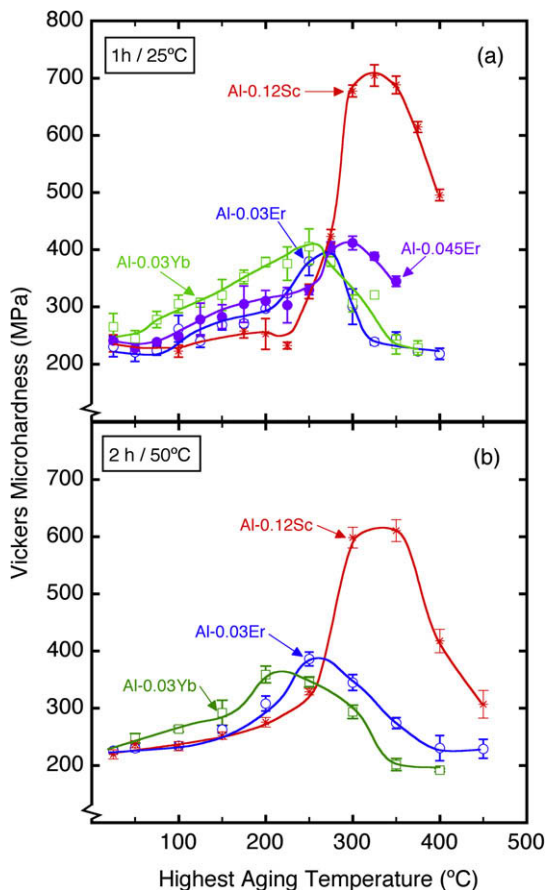 800
1h / 25ºC
(a)
700
Al-0.12Sc
600
500
Al-0.03Er
400
Al-0.03Yb
Al-0.045Er
300
200
Vickers Microhardness (MPa)
2 h / 50ºC
(b)
700
Al-0.12Sc
600
500
400
Al-0.03Er
Al-0.03Yb
300
200
100 200 300 400 500
Highest Aging Temperature (ºC)